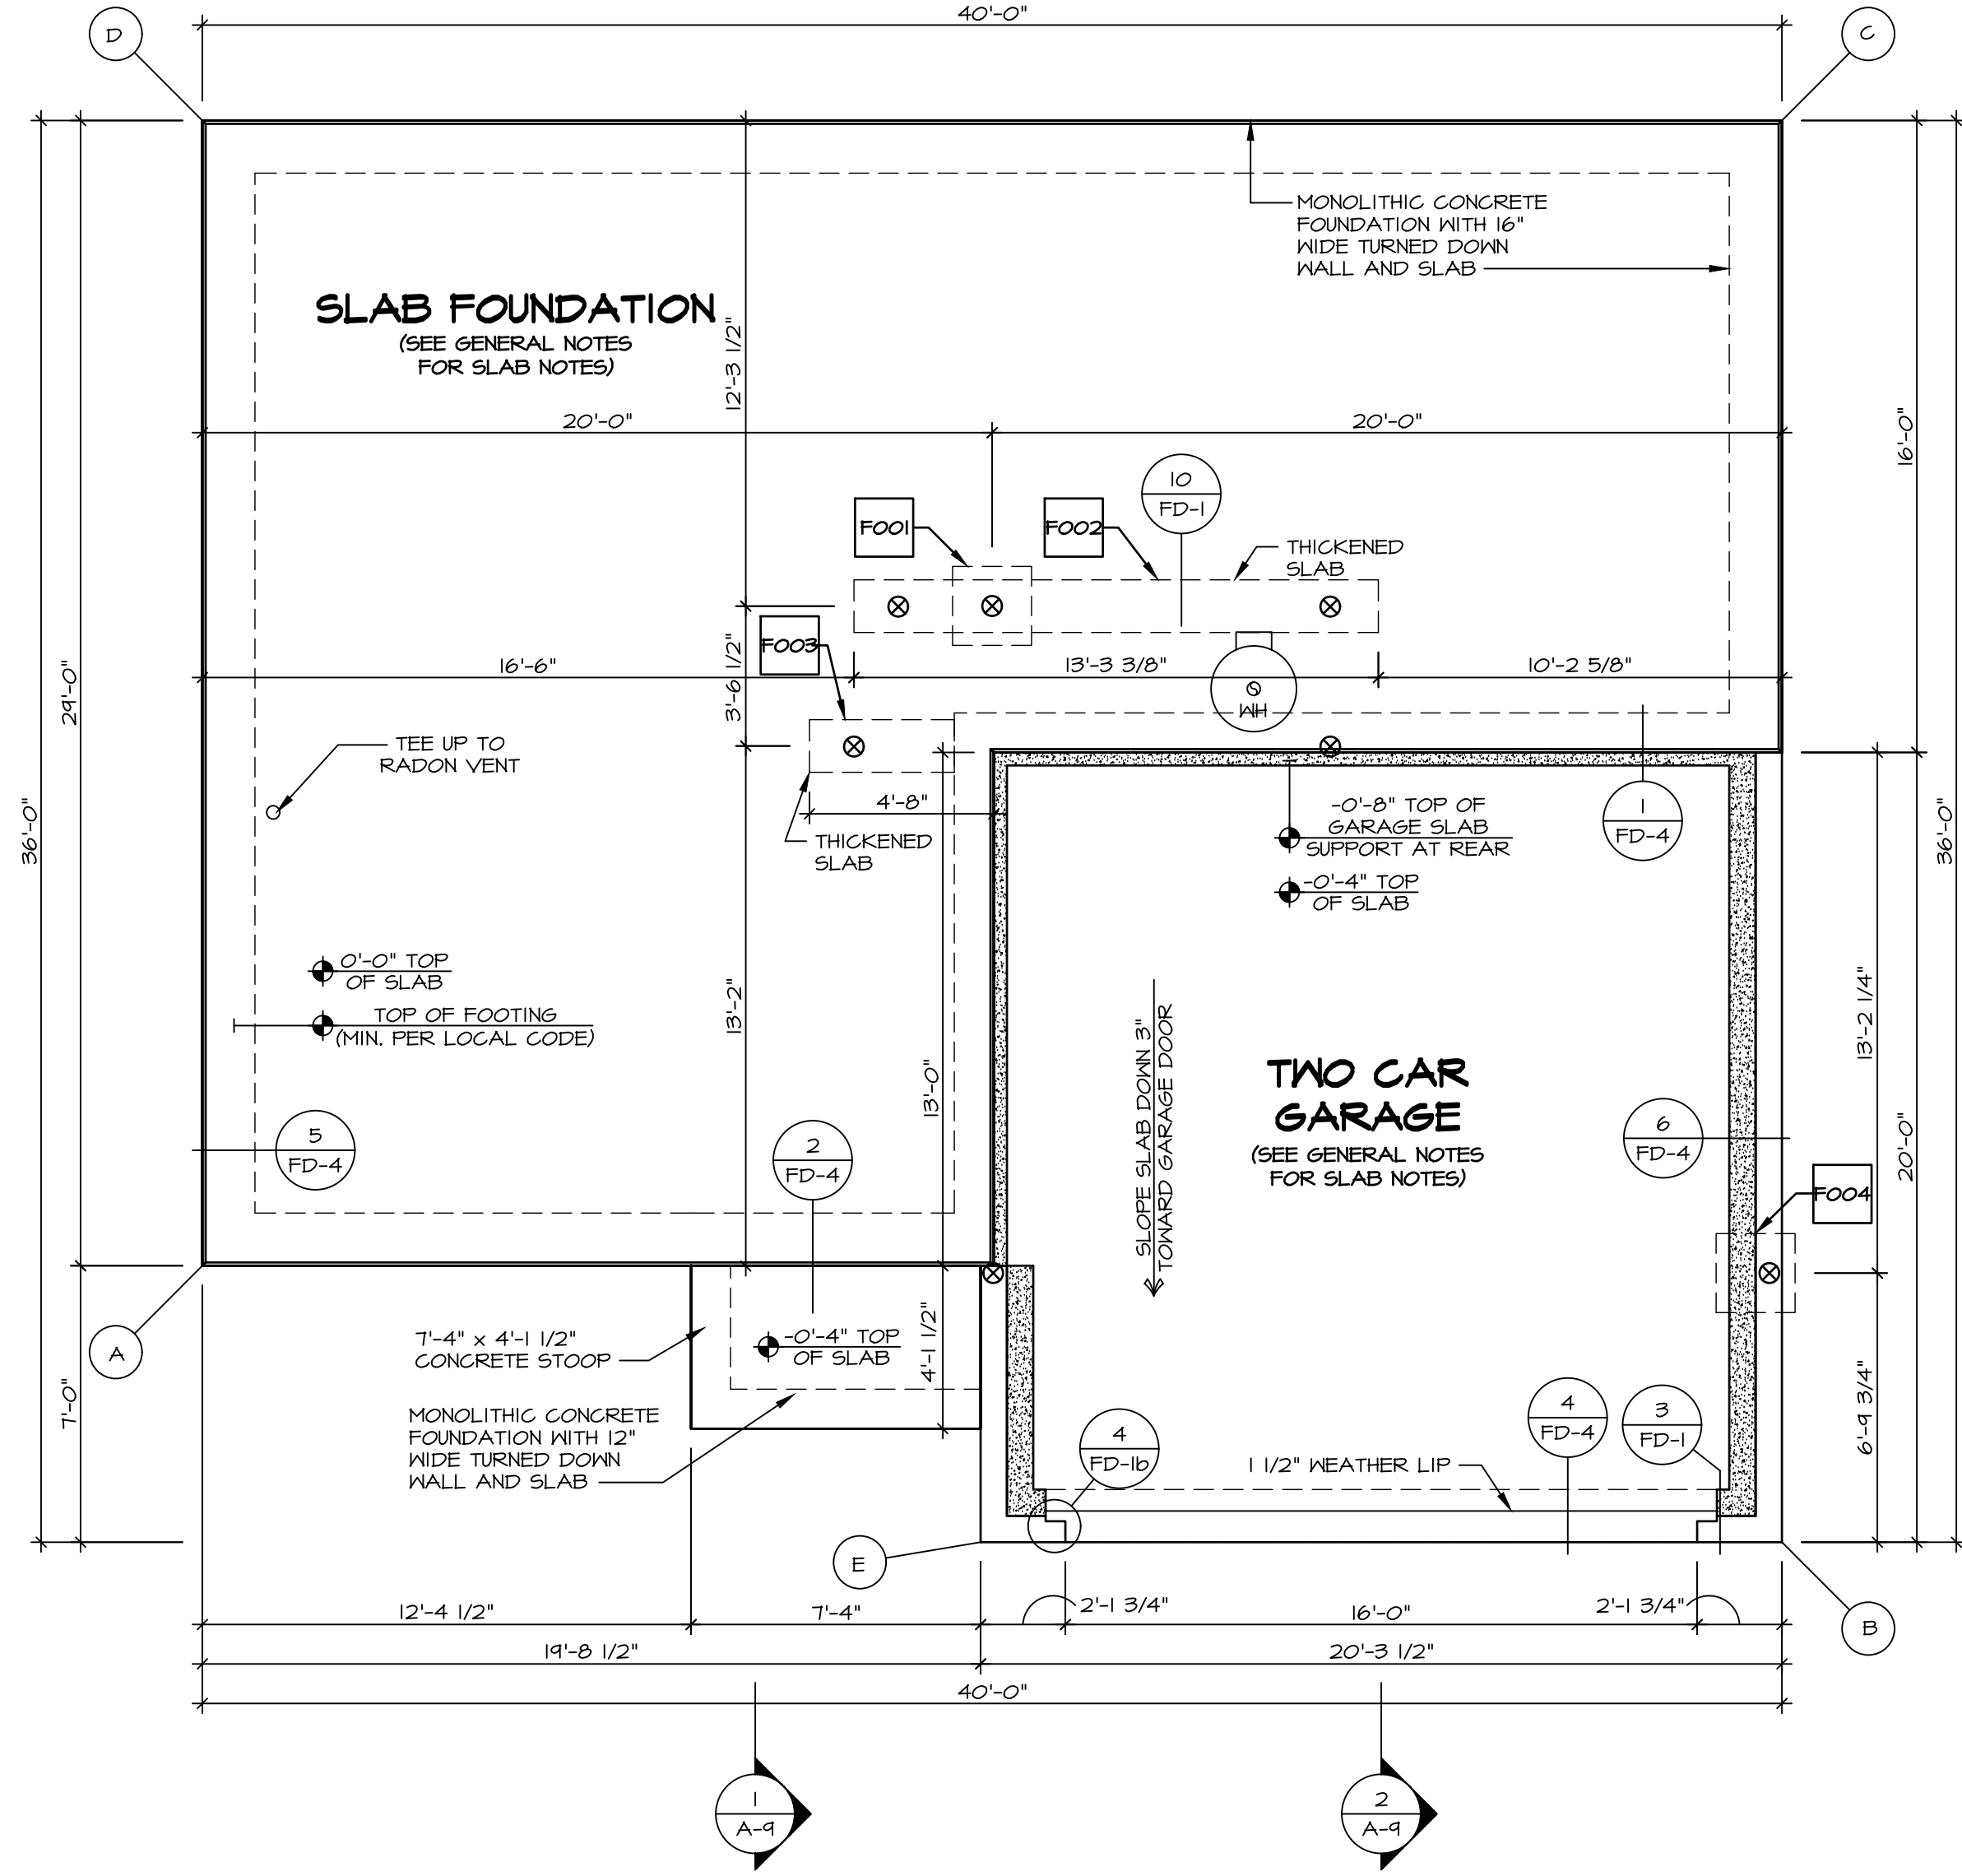 40'-0"
D
C
MONOLITHIC CONCRETE
FOUNDATION WITH 16"
WIDE TURNED DOWN
WALL AND SLAB
SLAB FOUNDATION
(SEE GENERAL NOTES
FOR SLAB NOTES)
12'-3 1/2"
20'-0"
20'-0"
16'-0"
10
FD-1
F001
F002
THICKENED
SLAB
F003
3'-6 1/2"
16'-6"
13'-3 3/8"
10'-2 5/8"
29'-0"
WH
TEE UP TO
RADON VENT
36'-0"
36'-0"
4'-8"
THICKENED
SLAB
-0'-8" TOP OF
GARAGE SLAB
SUPPORT AT REAR
-0'-4" TOP
OF SLAB
1
FD-4
0'-0" TOP
OF SLAB
TOP OF FOOTING
(MIN. PER LOCAL CODE)
13'-2"
13'-0"
SLOPE SLAB DOWN 3"
TOWARD GARAGE DOOR
TWO CAR
GARAGE
(SEE GENERAL NOTES
FOR SLAB NOTES)
13'-2 1/4"
20'-0"
5
FD-4
2
FD-4
6
FD-4
F004
A
7'-4" x 4'-1 1/2"
CONCRETE STOOP
-0'-4" TOP
OF SLAB
4'-1 1/2"
7'-0"
6'-9 3/4"
MONOLITHIC CONCRETE
FOUNDATION WITH 12"
WIDE TURNED DOWN
WALL AND SLAB
4
FD-1b
1 1/2" WEATHER LIP
4
FD-4
3
FD-1
E
B
12'-4 1/2"
7'-4"
2'-1 3/4"
16'-0"
2'-1 3/4"
19'-8 1/2"
20'-3 1/2"
40'-0"
1
A-9
2
A-9